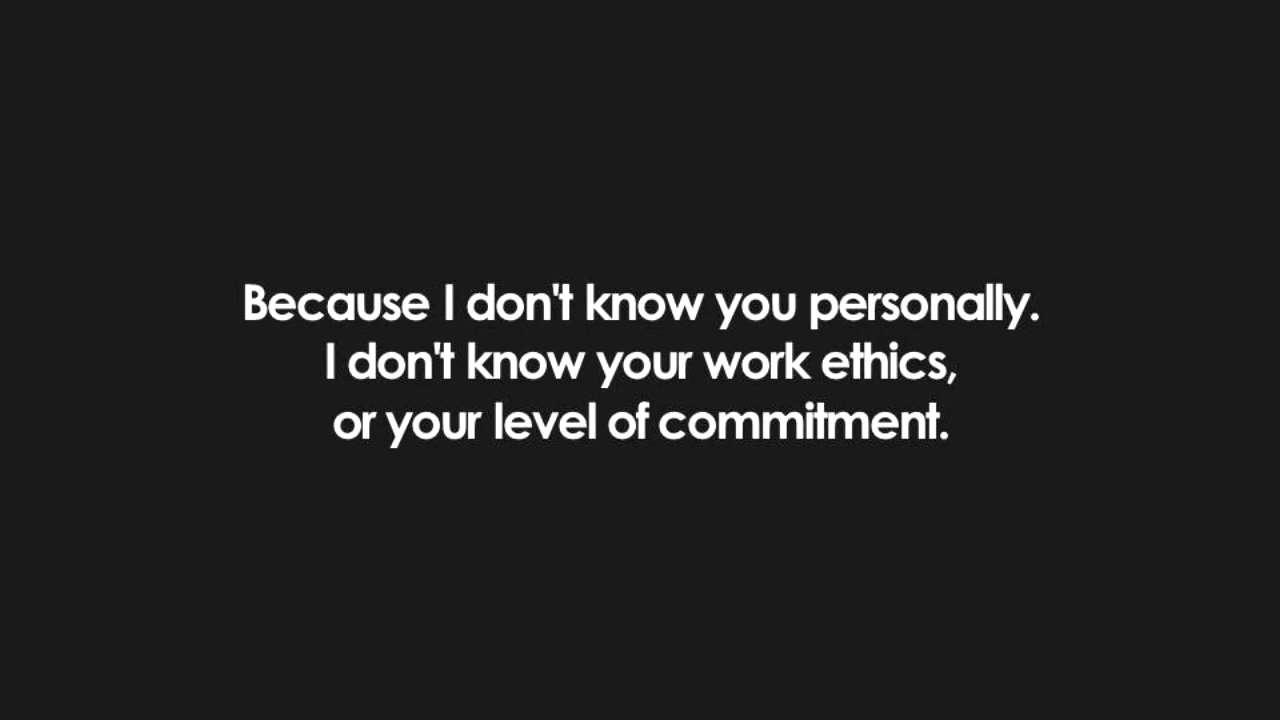 Because I don't know you personally.
I don't know your work ethics,
or your level of commitment.